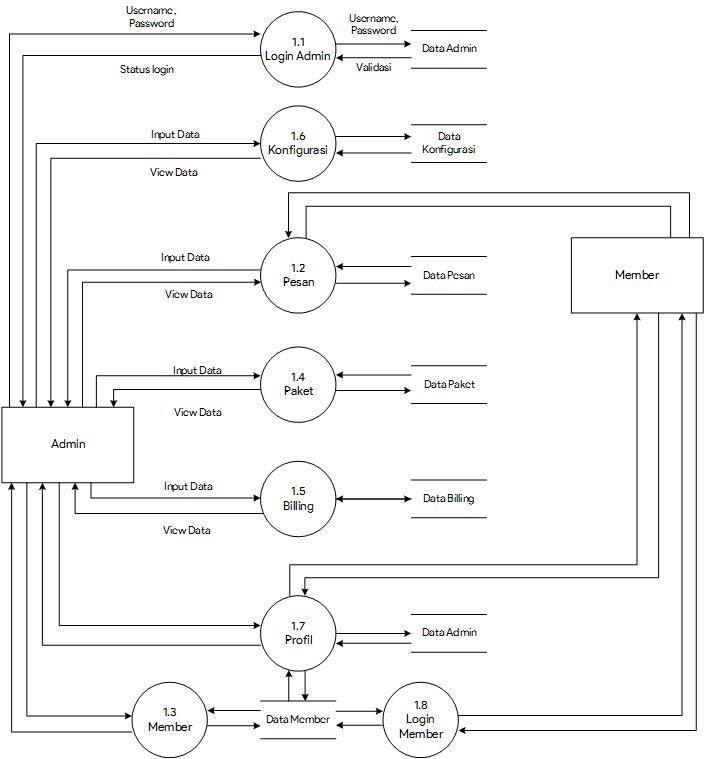 Username,
Password
Status login
1.1
Login Admin
Username,
Password
Validasi
Data Admin
Input Data
View Data
1.6
Konfigurasi
Data
Konfigurasi
Input Data
View Data
1.2
Pesan
Data Pesan
Member
Input Data
View Data
1.4
Paket
Data Paket
Admin
Input Data
View Data
1.5
Billing
Data Billing
1.7
Profil
Data Admin
1.3
Member
Data Member
1.8
Login
Member